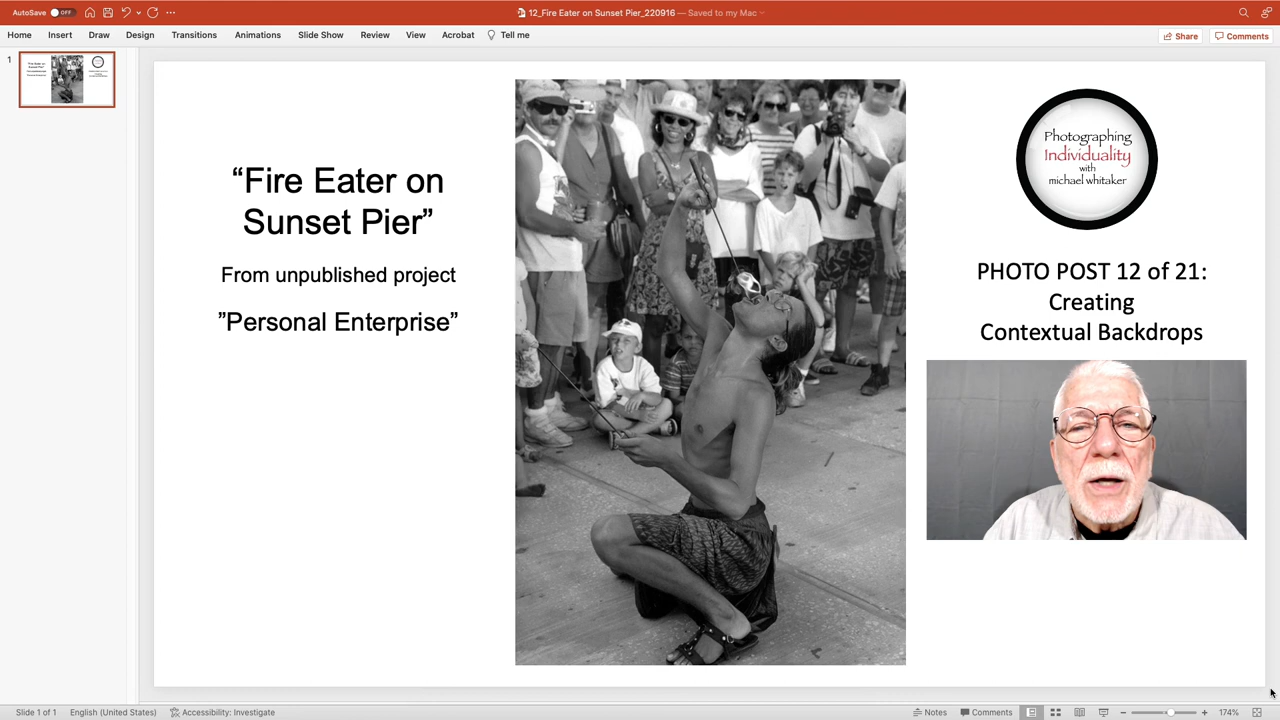 AutoSave OFF
12_Fire Eater on Sunset Pier_220916 — Saved to my Mac
Home Insert Draw Design Transitions Animations Slide Show Review View Acrobat Tell me
Share Comments
1
“Fire Eater on
Sunset Pier”
From unpublished project
”Personal Enterprise”
Photographing
Individuality
with
michael whitaker
PHOTO POST 12 of 21:
Creating
Contextual Backdrops
Slide 1 of 1 English (United States) Accessibility: Investigate
Notes Comments 174%